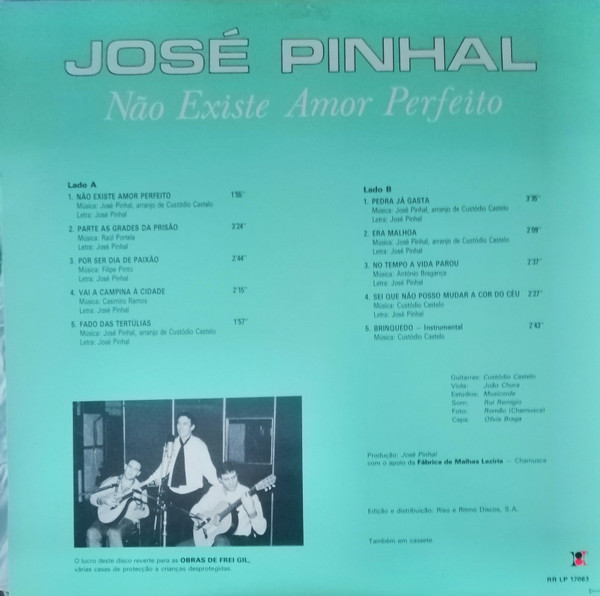 JOSÉ PINHAL
Não Existe Amor Perfeito
Lado A
1. NÃO EXISTE AMOR PERFEITO 1'56"
Música: José Pinhal, arranjo de Custódio Castelo
Letra: José Pinhal
2. PARTE AS GRADES DA PRISÃO 3'24"
Música: Raúl Portela
Letra: José Pinhal
3. POR SER DIA DE PAIXÃO 2'44"
Música: Filipe Pinto
Letra: José Pinhal
4. VAI A CAMPINA À CIDADE 2'15"
Música: Casimiro Ramos
Letra: José Pinhal
5. FADO DAS TERTÚLIAS 1'57"
Música: José Pinhal, arranjo de Custódio Castelo
Letra: José Pinhal
Lado B
1. PEDRA JÁ GASTA 3'35"
Música: José Pinhal, arranjo de Custódio Castelo
Letra: José Pinhal
2. ERA MALHOA 2'09"
Música: José Pinhal, arranjo de Custódio Castelo
Letra: José Pinhal
3. NO TEMPO A VIDA PAROU 2'37"
Música: António Bragança
Letra: José Pinhal
4. SEI QUE NÃO POSSO MUDAR A COR DO CÉU 2'27"
Música: Custódio Castelo
Letra: José Pinhal
5. BRINQUEDO – Instrumental 2'43"
Música: Custódio Castelo
Guitarras: Custódio Castelo
Viola: João Chora
Estúdios: Musicorde
Som: Rui Remígio
Foto: Romão (Chamusca)
Capa: Olívia Braga
Produção: José Pinhal
com o apoio da Fábrica de Malhas Lezíria – Chamusca
Edição e distribuição: Riso e Ritmo Discos, S.A.
Também em cassete
O lucro deste disco reverte para as OBRAS DE FREI GIL,
várias casas de protecção a crianças desprotegidas.
RR LP 17063